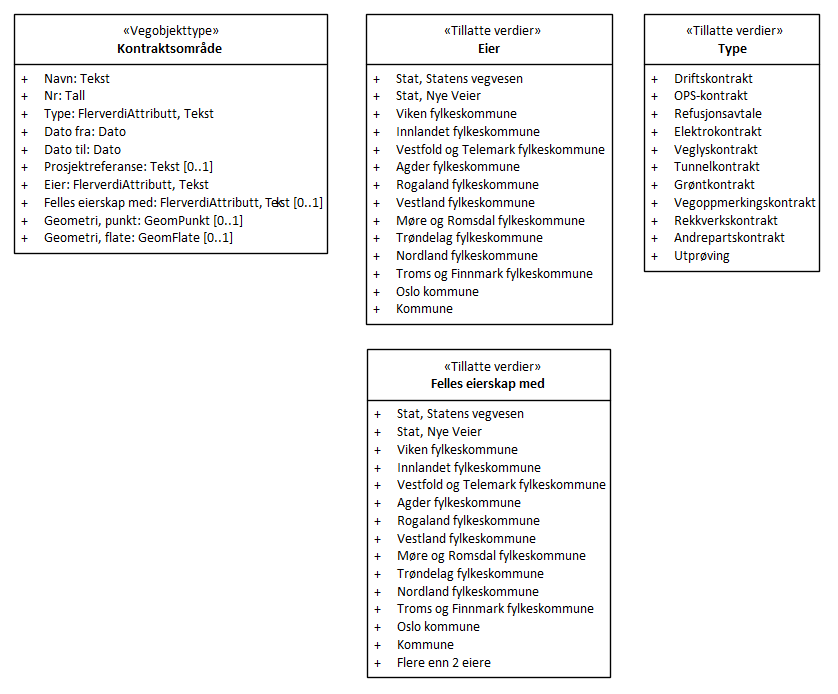 «Vegobjekttype»
Kontraktsområde
+ Navn: Tekst
+ Nr: Tall
+ Type: FlerverdiAttributt, Tekst
+ Dato fra: Dato
+ Dato til: Dato
+ Prosjektreferanse: Tekst [0..1]
+ Eier: FlerverdiAttributt, Tekst
+ Felles eierskap med: FlerverdiAttributt, Tekst [0..1]
+ Geometri, punkt: GeomPunkt [0..1]
+ Geometri, flate: GeomFlate [0..1]
«Tillatte verdier»
Eier
+ Stat, Statens vegvesen
+ Stat, Nye Veier
+ Viken fylkeskommune
+ Innlandet fylkeskommune
+ Vestfold og Telemark fylkeskommune
+ Agder fylkeskommune
+ Rogaland fylkeskommune
+ Vestland fylkeskommune
+ Møre og Romsdal fylkeskommune
+ Trøndelag fylkeskommune
+ Nordland fylkeskommune
+ Troms og Finnmark fylkeskommune
+ Oslo kommune
+ Kommune
«Tillatte verdier»
Type
+ Driftskontrakt
+ OPS-kontrakt
+ Refusjonsavtale
+ Elektrokontrakt
+ Veglyskontrakt
+ Tunnelkontrakt
+ Grøntkontrakt
+ Vegoppmerkingskontrakt
+ Rekkverkskontrakt
+ Andrepartskontrakt
+ Utprøving
«Tillatte verdier»
Felles eierskap med
+ Stat, Statens vegvesen
+ Stat, Nye Veier
+ Viken fylkeskommune
+ Innlandet fylkeskommune
+ Vestfold og Telemark fylkeskommune
+ Agder fylkeskommune
+ Rogaland fylkeskommune
+ Vestland fylkeskommune
+ Møre og Romsdal fylkeskommune
+ Trøndelag fylkeskommune
+ Nordland fylkeskommune
+ Troms og Finnmark fylkeskommune
+ Oslo kommune
+ Kommune
+ Flere enn 2 eiere